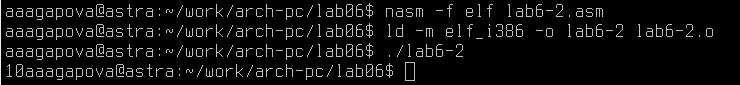 aaagapova@astra:~/work/arch-pc/lab06$ nasm -f elf lab6-2.asm
aaagapova@astra:~/work/arch-pc/lab06$ ld -m elf_i386 -o lab6-2 lab6-2.o
aaagapova@astra:~/work/arch-pc/lab06$ ./lab6-2
10aaagapova@astra:~/work/arch-pc/lab06$